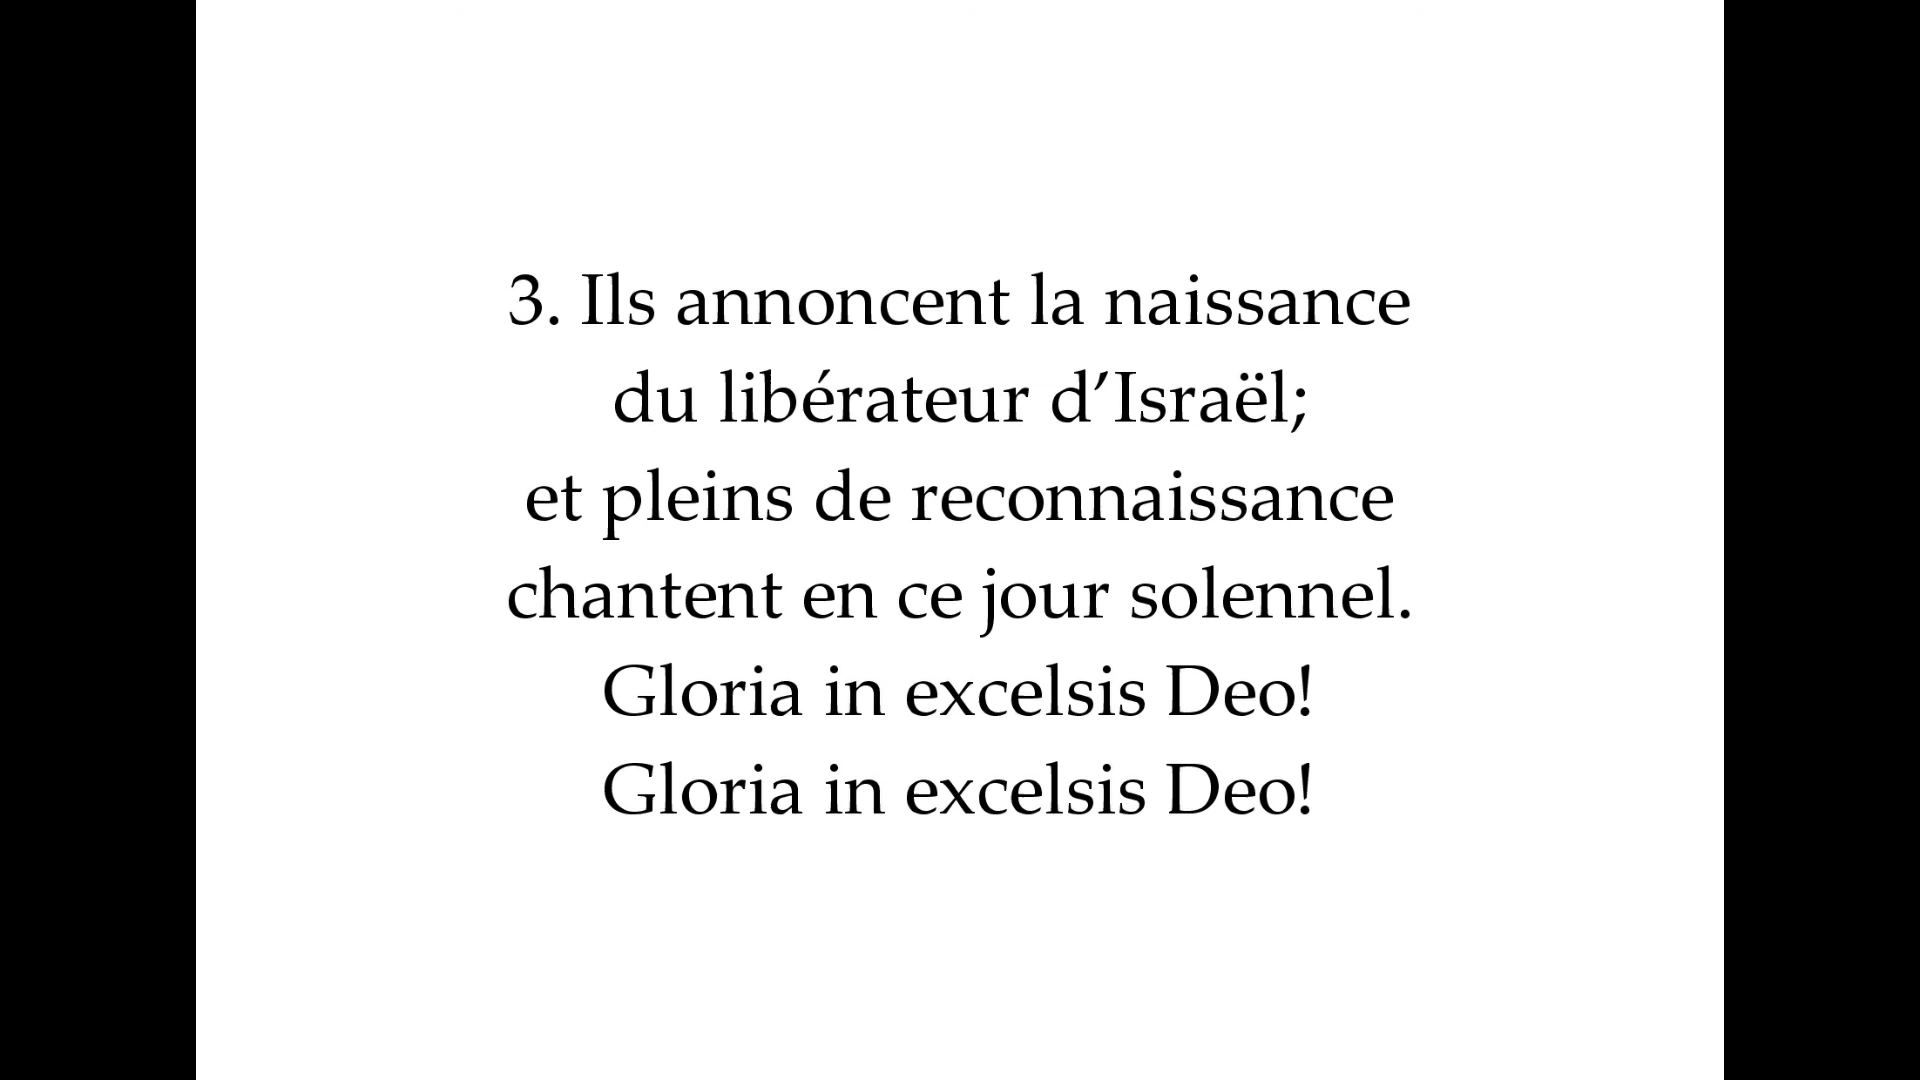 3. Ils annoncent la naissance
du libérateur d’Israël;
et pleins de reconnaissance
chantent en ce jour solennel.
Gloria in excelsis Deo!
Gloria in excelsis Deo!